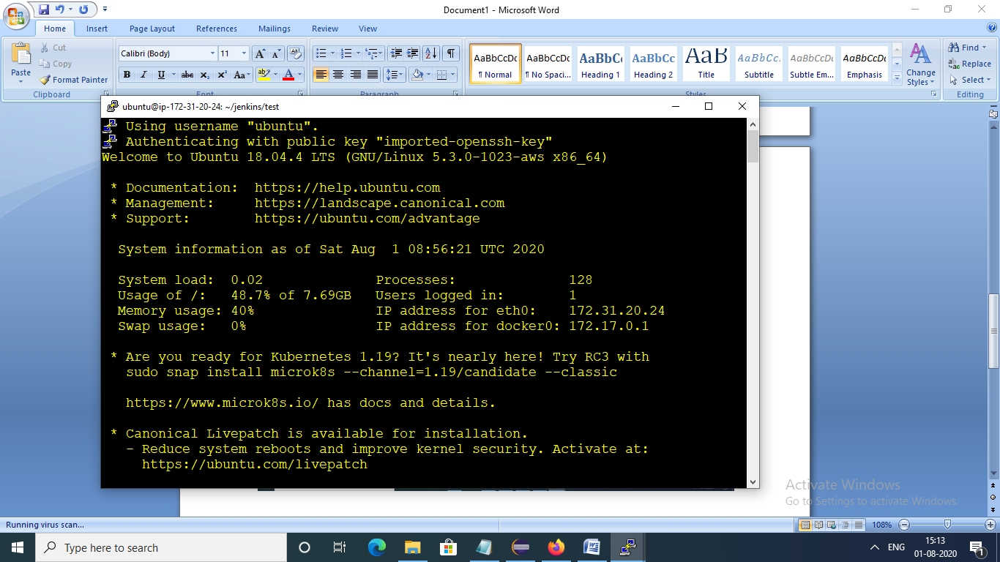 Document1 - Microsoft Word
Home Insert Page Layout References Mailings Review View
Paste
Cut
Copy
Format Painter
Clipboard
Calibri (Body) 11
B I U abc x₂ x² Aa
Font
Paragraph
AaBbCcDc AaBbCcDc AaBbC AaBbCc AaB AaBbCc. AaBbCcDc AaBbCcDc
¶ Normal ¶ No Spaci... Heading 1 Heading 2 Title Subtitle Subtle Em... Emphasis
Change
Styles
Styles
Find
Replace
Select
Editing
ubuntu@ip-172-31-20-24: ~/jenkins/test
Using username "ubuntu".
Authenticating with public key "imported-openssh-key"
Welcome to Ubuntu 18.04.4 LTS (GNU/Linux 5.3.0-1023-aws x86_64)
* Documentation: https://help.ubuntu.com
* Management: https://landscape.canonical.com
* Support: https://ubuntu.com/advantage
System information as of Sat Aug 1 08:56:21 UTC 2020
System load: 0.02 Processes: 128
Usage of /: 48.7% of 7.69GB Users logged in: 1
Memory usage: 40% IP address for eth0: 172.31.20.24
Swap usage: 0% IP address for docker0: 172.17.0.1
* Are you ready for Kubernetes 1.19? It's nearly here! Try RC3 with
sudo snap install microk8s --channel=1.19/candidate --classic
https://www.microk8s.io/ has docs and details.
* Canonical Livepatch is available for installation.
- Reduce system reboots and improve kernel security. Activate at:
https://ubuntu.com/livepatch
Activate Windows
Go to Settings to activate Windows.
Running virus scan...
108%
Type here to search
ENG
15:13
01-08-2020
1